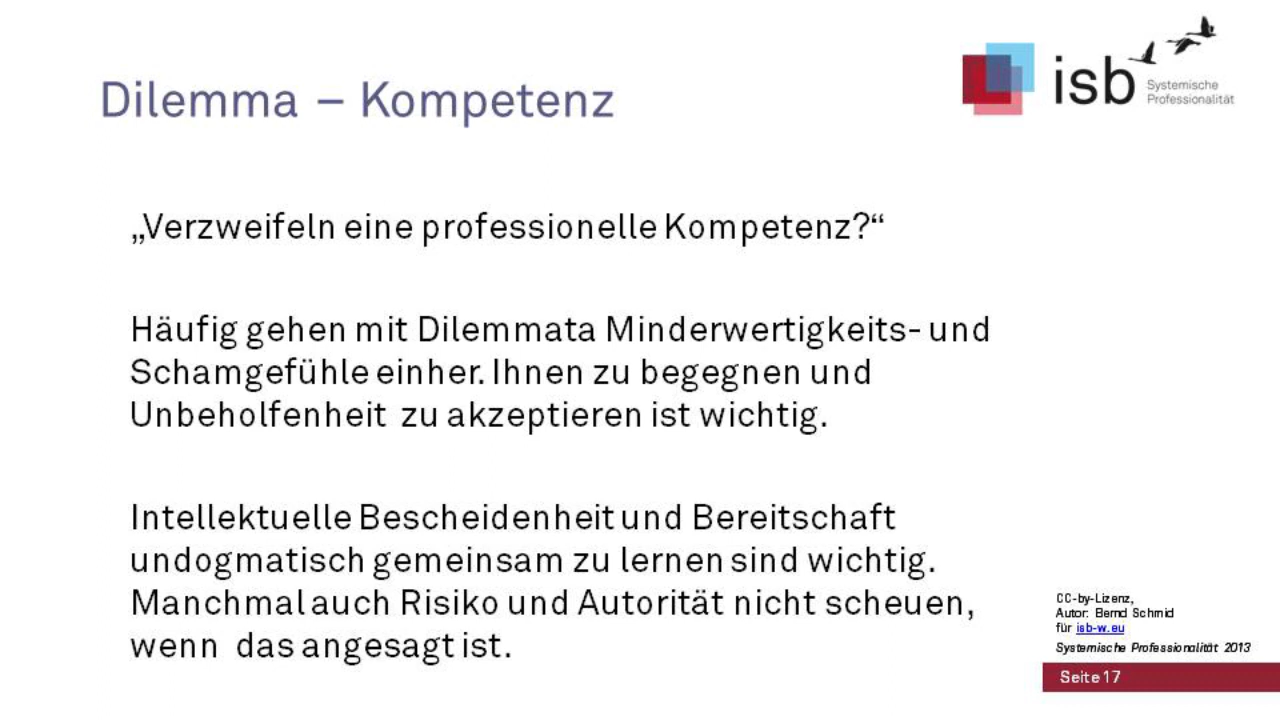 Dilemma – Kompetenz
isb Systemische
Professionalität
„Verzweifeln eine professionelle Kompetenz?“
Häufig gehen mit Dilemmata Minderwertigkeits- und
Schamgefühle einher. Ihnen zu begegnen und
Unbeholfenheit zu akzeptieren ist wichtig.
Intellektuelle Bescheidenheit und Bereitschaft
undogmatisch gemeinsam zu lernen sind wichtig.
Manchmal auch Risiko und Autorität nicht scheuen,
wenn das angesagt ist.
CC-by-Lizenz,
Autor: Bernd Schmid
für isb-w.eu
Systemische Professionalität 2013
Seite 17